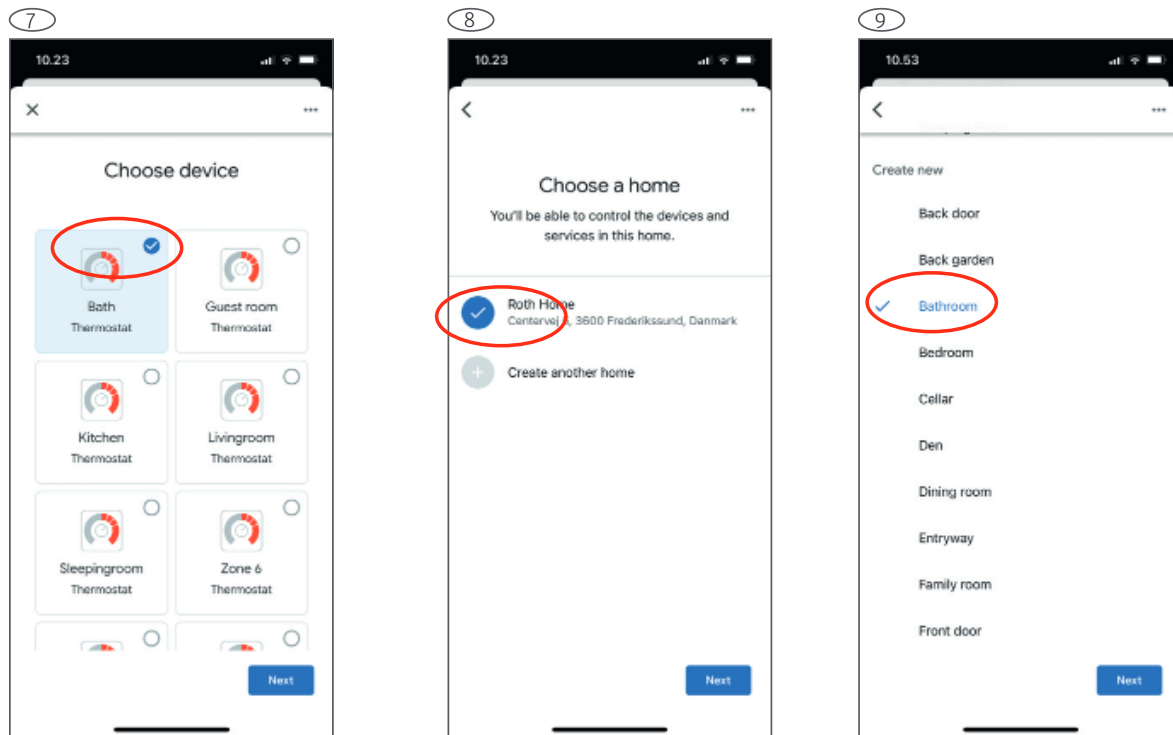 7
10.23
Choose device
Bath
Thermostat
Guest room
Thermostat
Kitchen
Thermostat
Livingroom
Thermostat
Sleepingroom
Thermostat
Zone 6
Thermostat
Next
8
10.23
Choose a home
You'll be able to control the devices and
services in this home.
Roth Home
Centervej, 3600 Frederikssund, Danmark
Create another home
Next
9
10.53
Create new
Back door
Back garden
Bathroom
Bedroom
Cellar
Den
Dining room
Entryway
Family room
Front door
Next